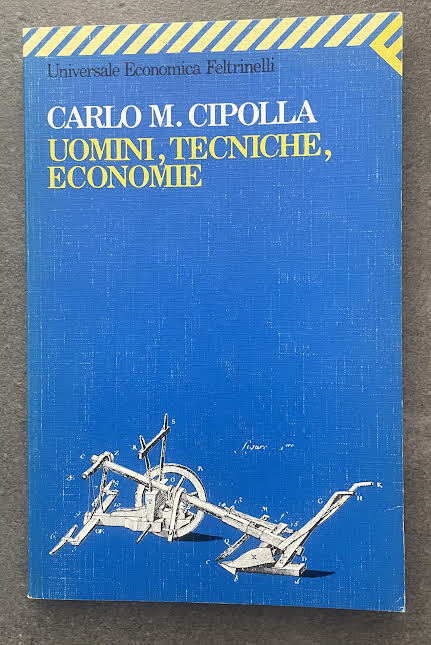 Universale Economica Feltrinelli
CARLO M. CIPOLLA
UOMINI, TECNICHE,
ECONOMIE